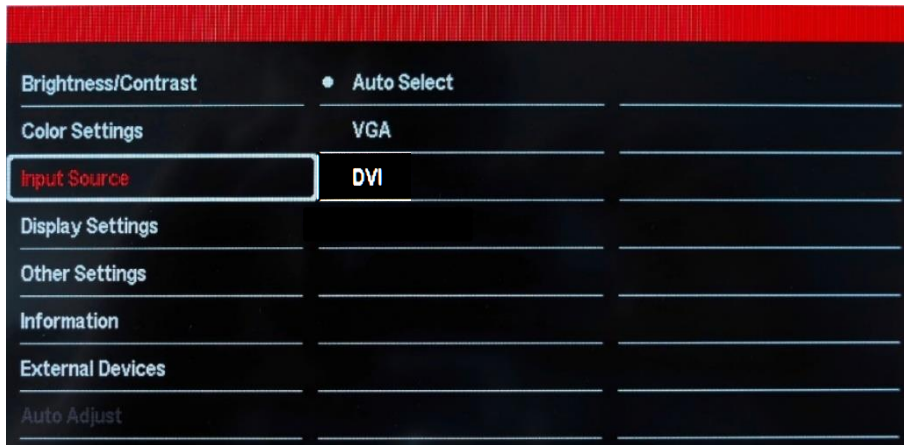 Brightness/Contrast
Auto Select
Color Settings
VGA
Input Source
DVI
Display Settings
Other Settings
Information
External Devices
Auto Adjust